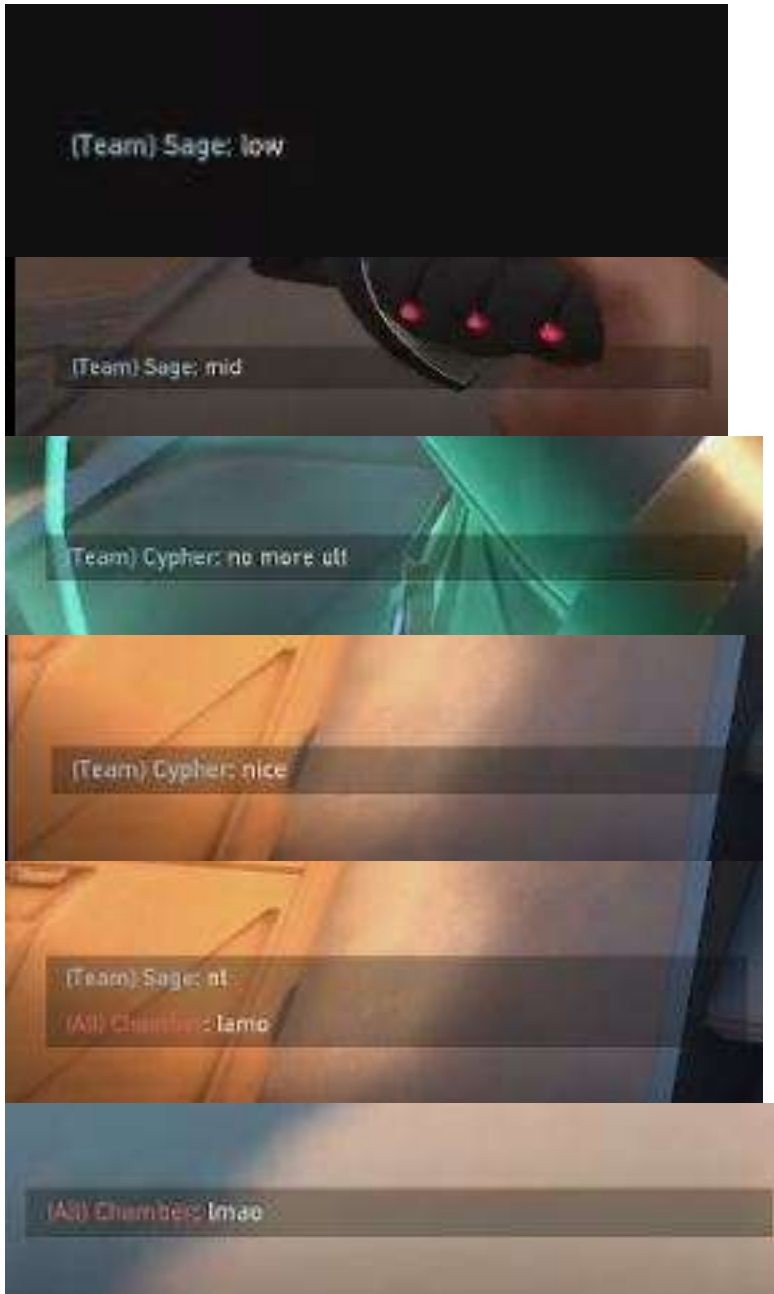 (Team) Sage: low
(Team) Sage: mid
(Team) Cypher: no more ult
(Team) Cypher: nice
(Team) Sage: nt
(All) Chamber: lamo
(All) Chamber: lmao